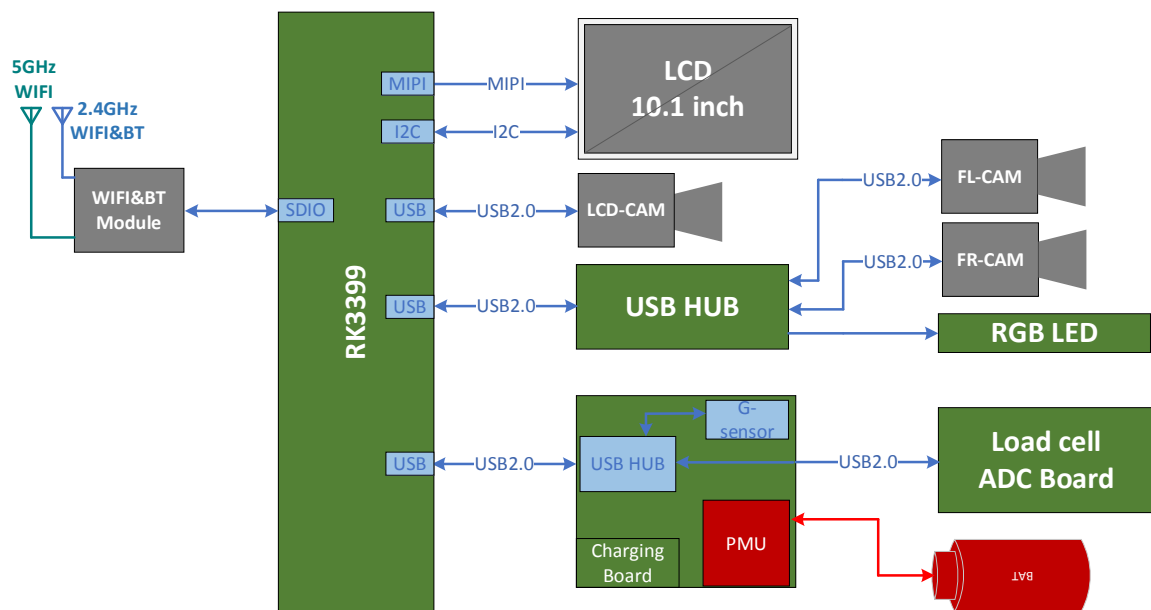 5GHz
WIFI
2.4GHz
WIFI&BT
WIFI&BT
Module
SDIO
RK3399
MIPI
MIPI
I2C
I2C
LCD
10.1 inch
USB
USB2.0
LCD-CAM
USB2.0
FL-CAM
USB2.0
FR-CAM
USB
USB2.0
USB HUB
RGB LED
USB
USB2.0
G-
sensor
USB HUB
USB2.0
Load cell
ADC Board
Charging
Board
PMU
BAT